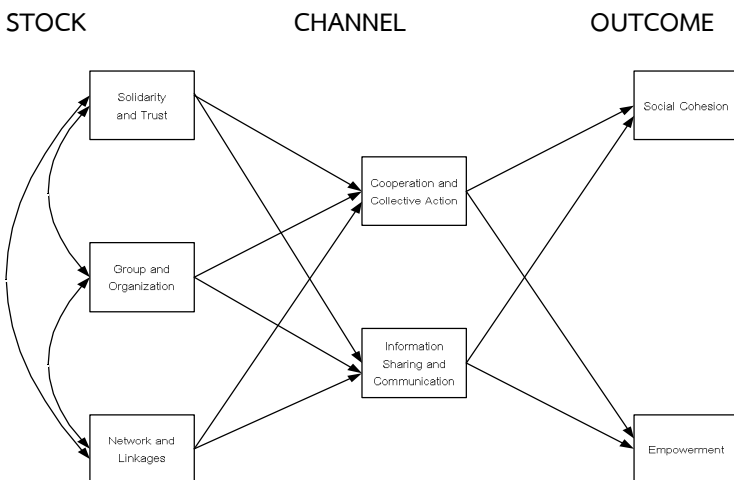 STOCK
CHANNEL
OUTCOME
Solidarity
and Trust
Group and
Organization
Network and
Linkages
Cooperation and
Collective Action
Information
Sharing and
Communication
Social Cohesion
Empowerment